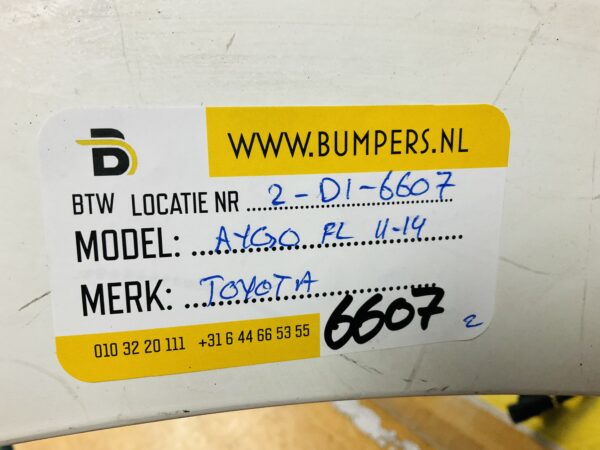 WWW.BUMPERS.NL
BTW LOCATIE NR 2-D1-6607
MODEL: AYGO FL 11-14
MERK: TOYOTA
010 32 20 111 +31 6 44 66 53 55
6607
2